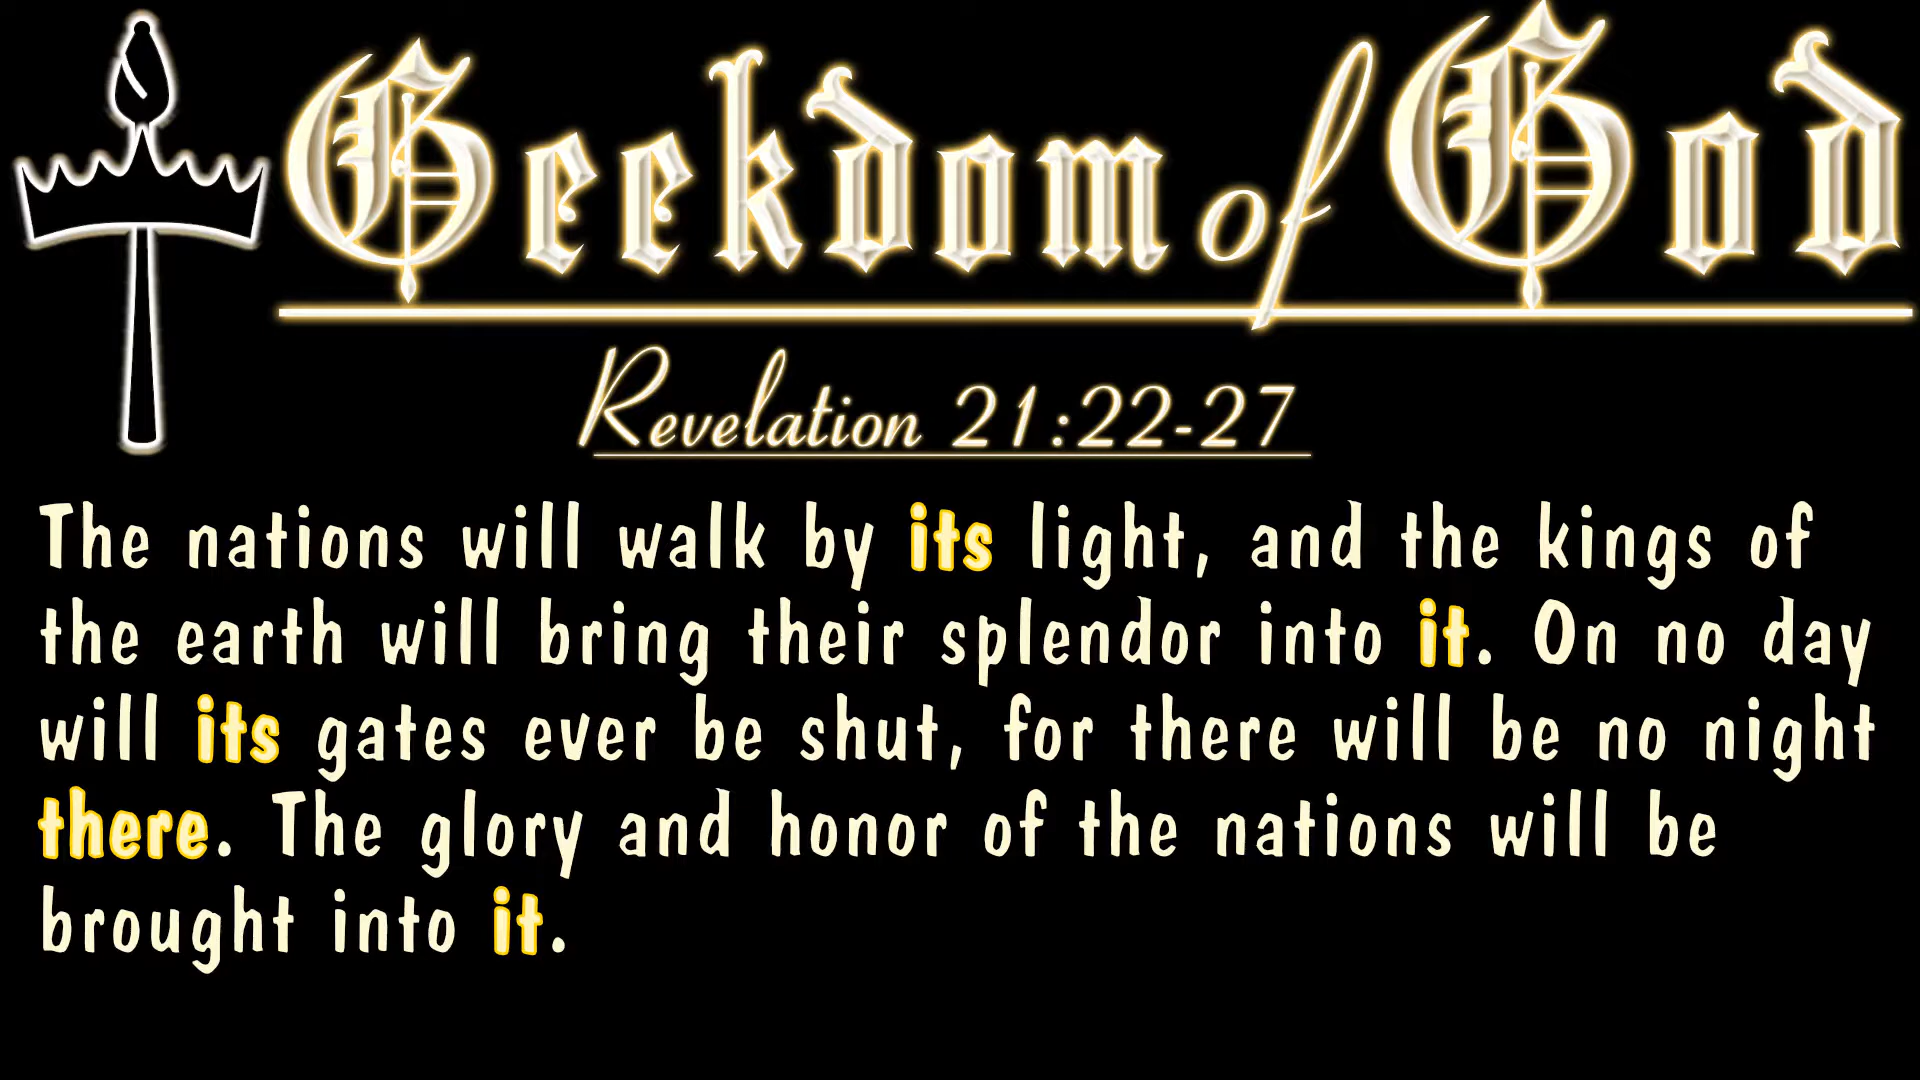 Geekdom of God
Revelation 21:22-27
The nations will walk by its light, and the kings of
the earth will bring their splendor into it. On no day
will its gates ever be shut, for there will be no night
there. The glory and honor of the nations will be
brought into it.